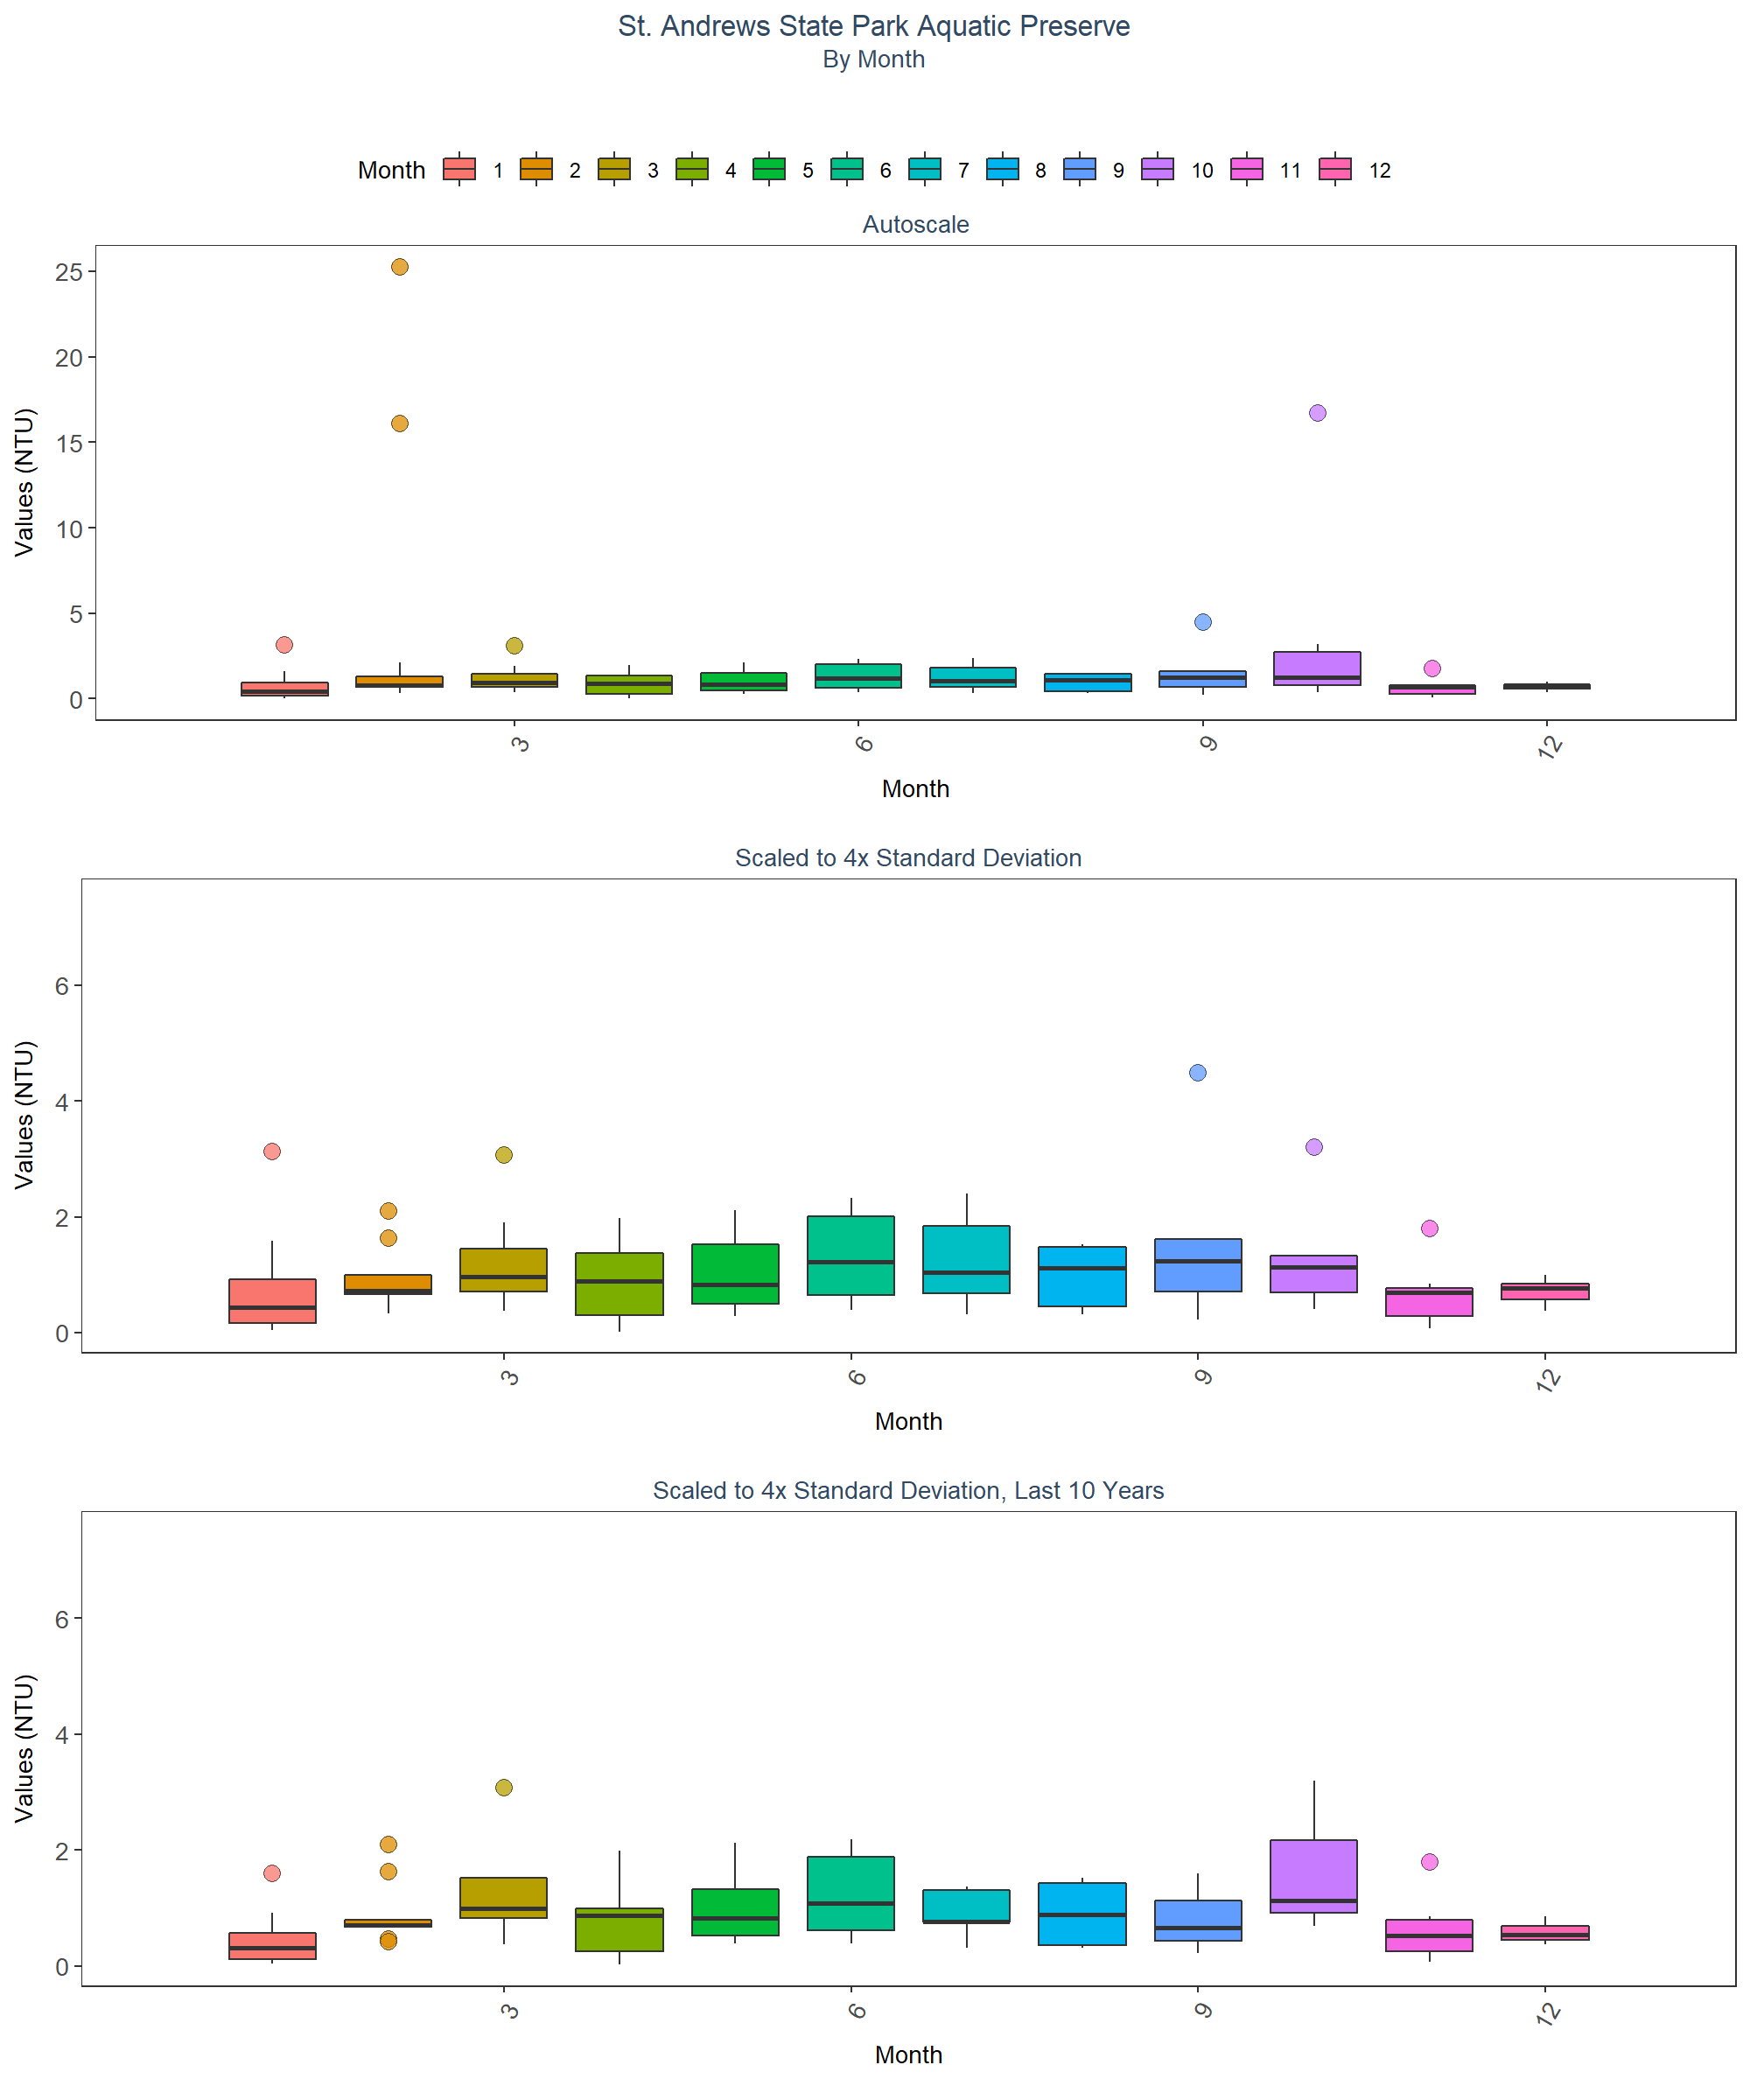 St. Andrews State Park Aquatic Preserve
By Month
Month 1 2 3 4 5 6 7 8 9 10 11 12
Autoscale
Values (NTU)
25
20
15
10
5
0
3 6 9 12
Month
Scaled to 4x Standard Deviation
Values (NTU)
6
4
2
0
3 6 9 12
Month
Scaled to 4x Standard Deviation, Last 10 Years
Values (NTU)
6
4
2
0
3 6 9 12
Month